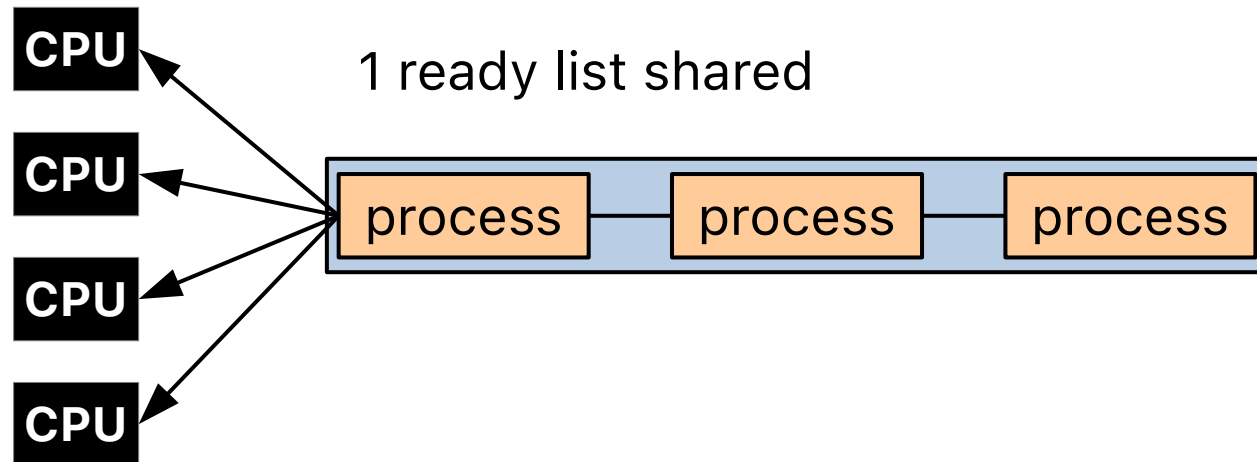 CPU
1 ready list shared
CPU
process process process
CPU
CPU